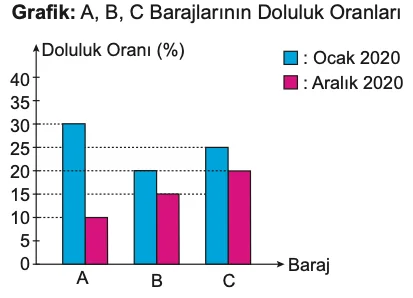 Grafik: A, B, C Barajlarının Doluluk Oranları
Doluluk Oranı (%)
: Ocak 2020
: Aralık 2020
40
35
30
25
20
15
10
5
0
A
B
C
Baraj